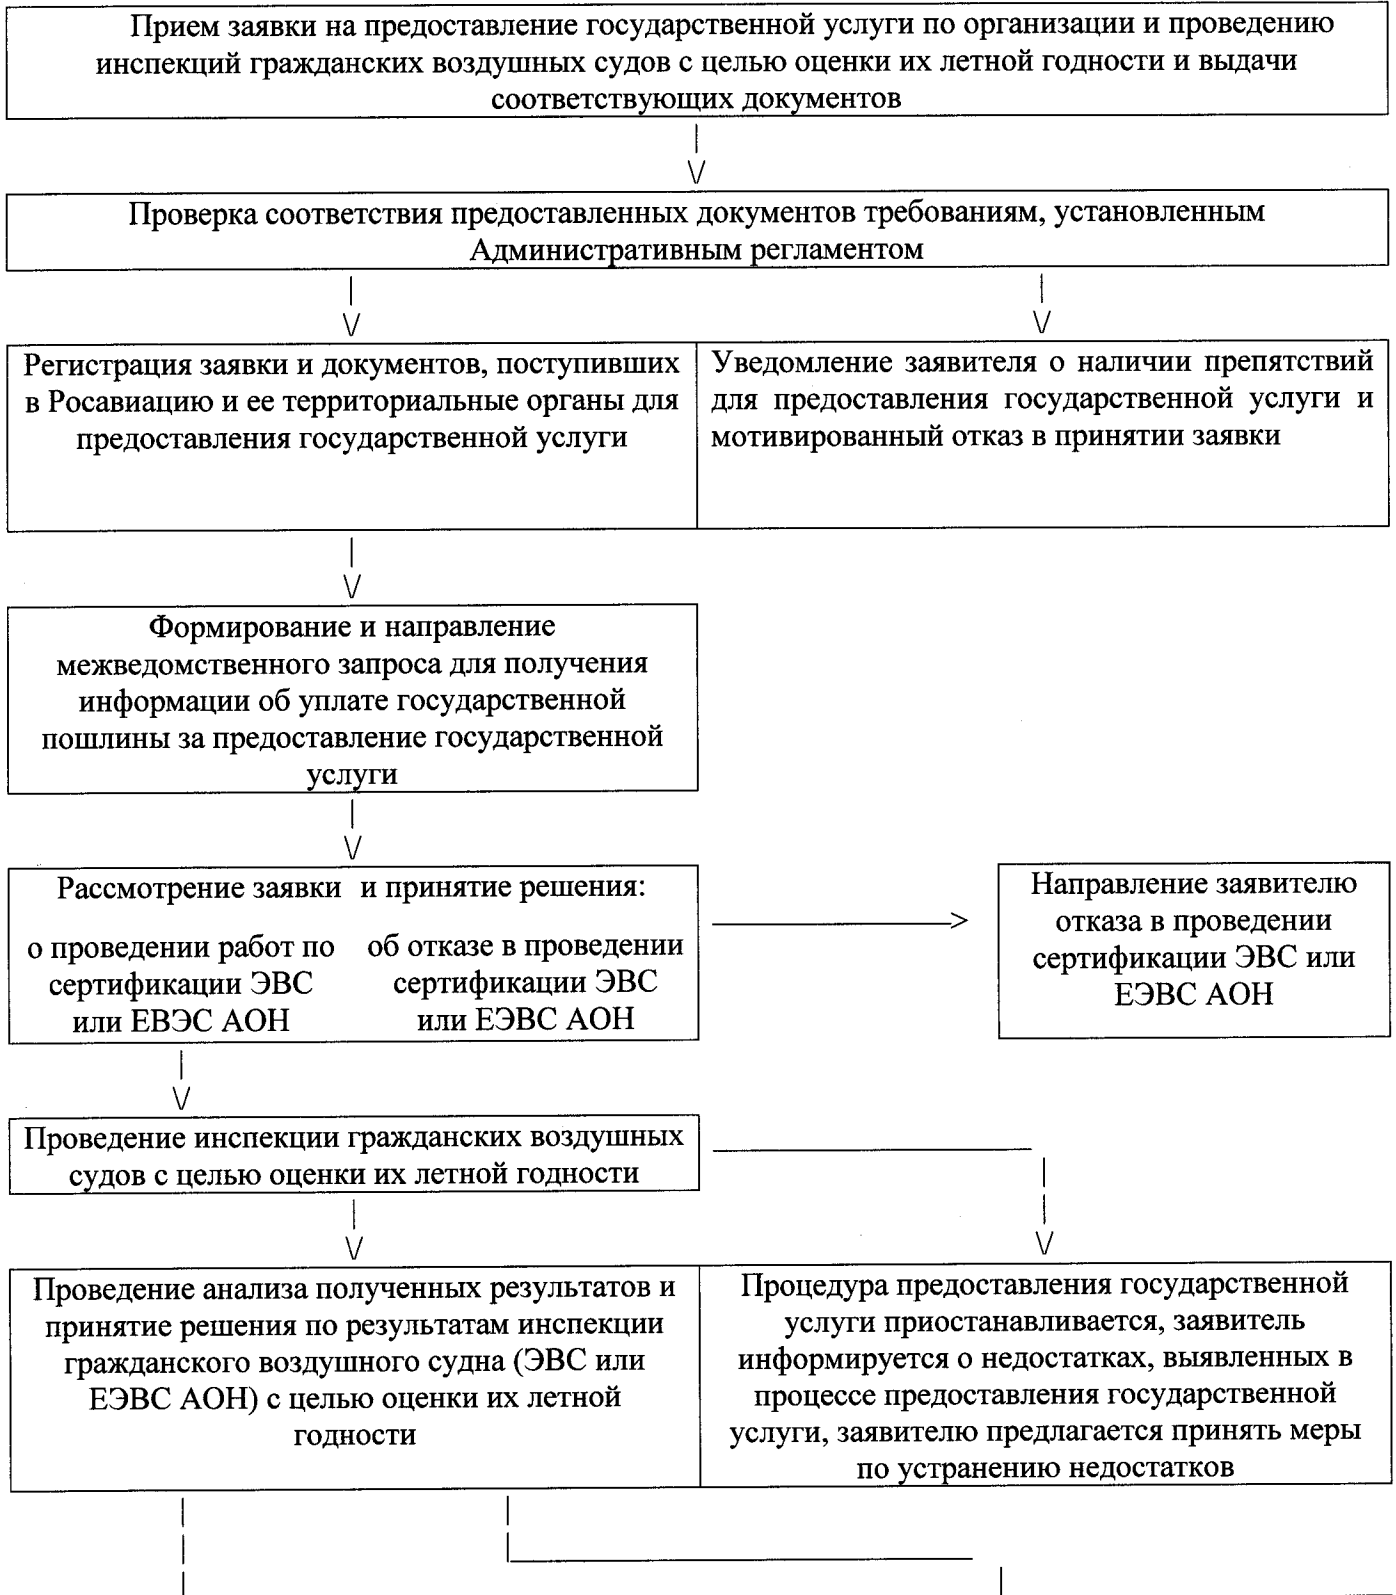 Прием заявки на предоставление государственной услуги по организации и проведению
инспекций гражданских воздушных судов с целью оценки их летной годности и выдачи
соответствующих документов
Проверка соответствия предоставленных документов требованиям, установленным
Административным регламентом
Регистрация заявки и документов, поступивших
в Росавиацию и ее территориальные органы для
предоставления государственной услуги
Уведомление заявителя о наличии препятствий
для предоставления государственной услуги и
мотивированный отказ в принятии заявки
Формирование и направление
межведомственного запроса для получения
информации об уплате государственной
пошлины за предоставление государственной
услуги
Рассмотрение заявки и принятие решения:
о проведении работ по
сертификации ЭВС
или ЕВЭС АОН
об отказе в проведении
сертификации ЭВС
или ЕЭВС АОН
Направление заявителю
отказа в проведении
сертификации ЭВС или
ЕЭВС АОН
Проведение инспекции гражданских воздушных
судов с целью оценки их летной годности
Проведение анализа полученных результатов и
принятие решения по результатам инспекции
гражданского воздушного судна (ЭВС или
ЕЭВС АОН) с целью оценки их летной
годности
Процедура предоставления государственной
услуги приостанавливается, заявитель
информируется о недостатках, выявленных в
процессе предоставления государственной
услуги, заявителю предлагается принять меры
по устранению недостатков